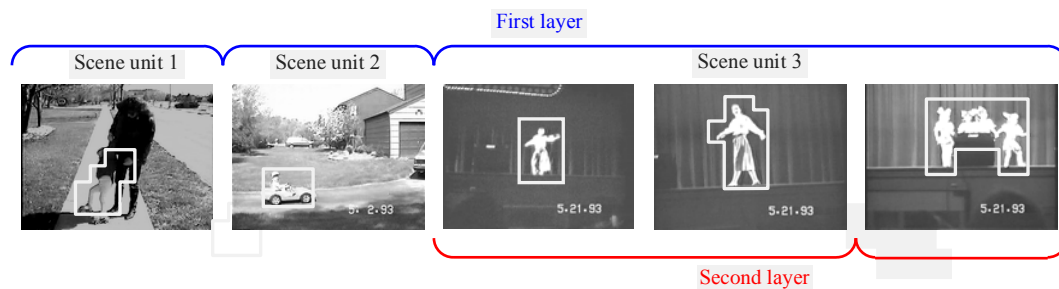 First layer
Scene unit 1
Scene unit 2
Scene unit 3
5. 2.93
5.21.93
5.21.93
5.21.93
Second layer